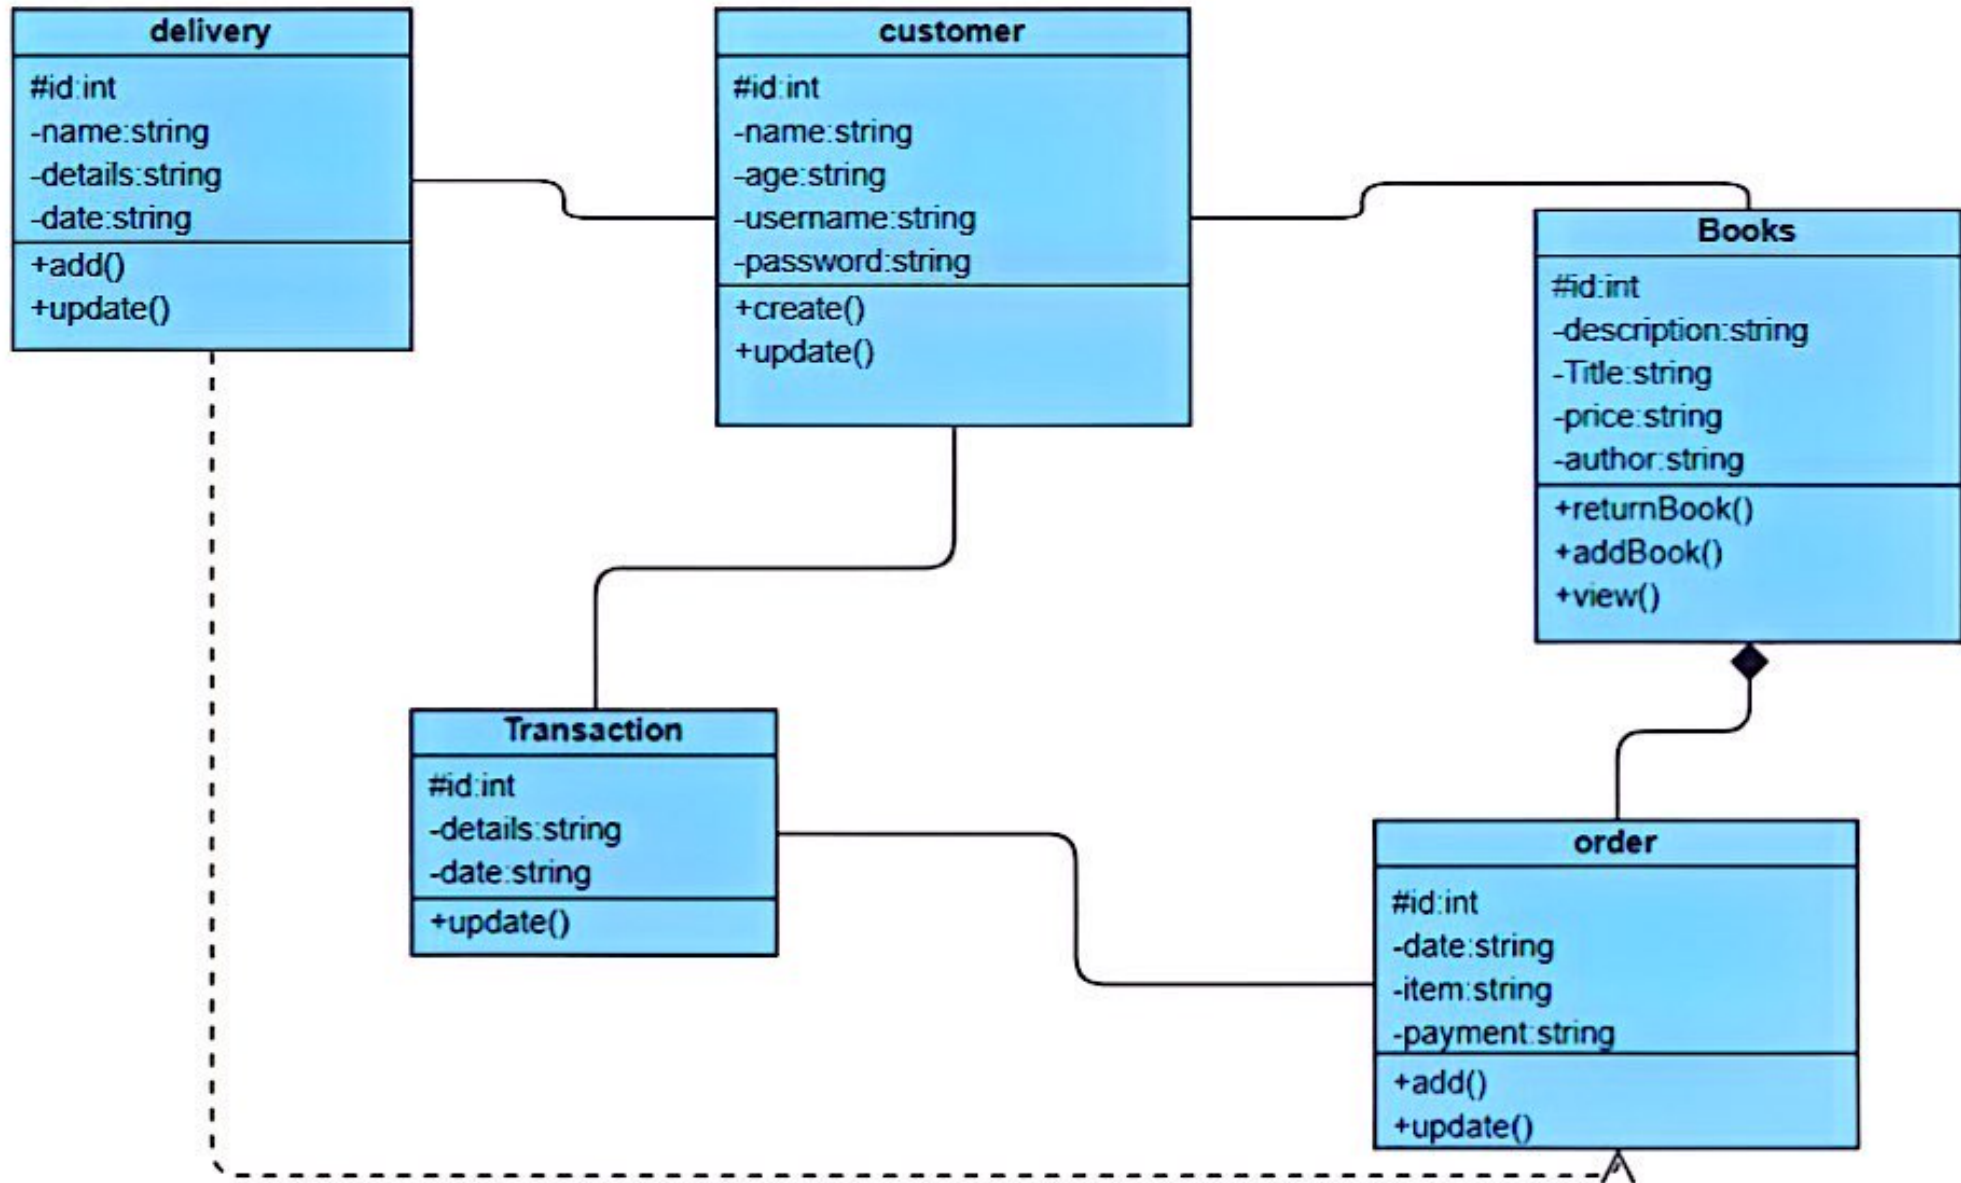 delivery
#id:int
-name:string
-details:string
-date:string
+add()
+update()
customer
#id:int
-name:string
-age:string
-username:string
-password:string
+create()
+update()
Books
#id:int
-description:string
-Title:string
-price:string
-author:string
+returnBook()
+addBook()
+view()
Transaction
#id:int
-details:string
-date:string
+update()
order
#id:int
-date:string
-item:string
-payment:string
+add()
+update()